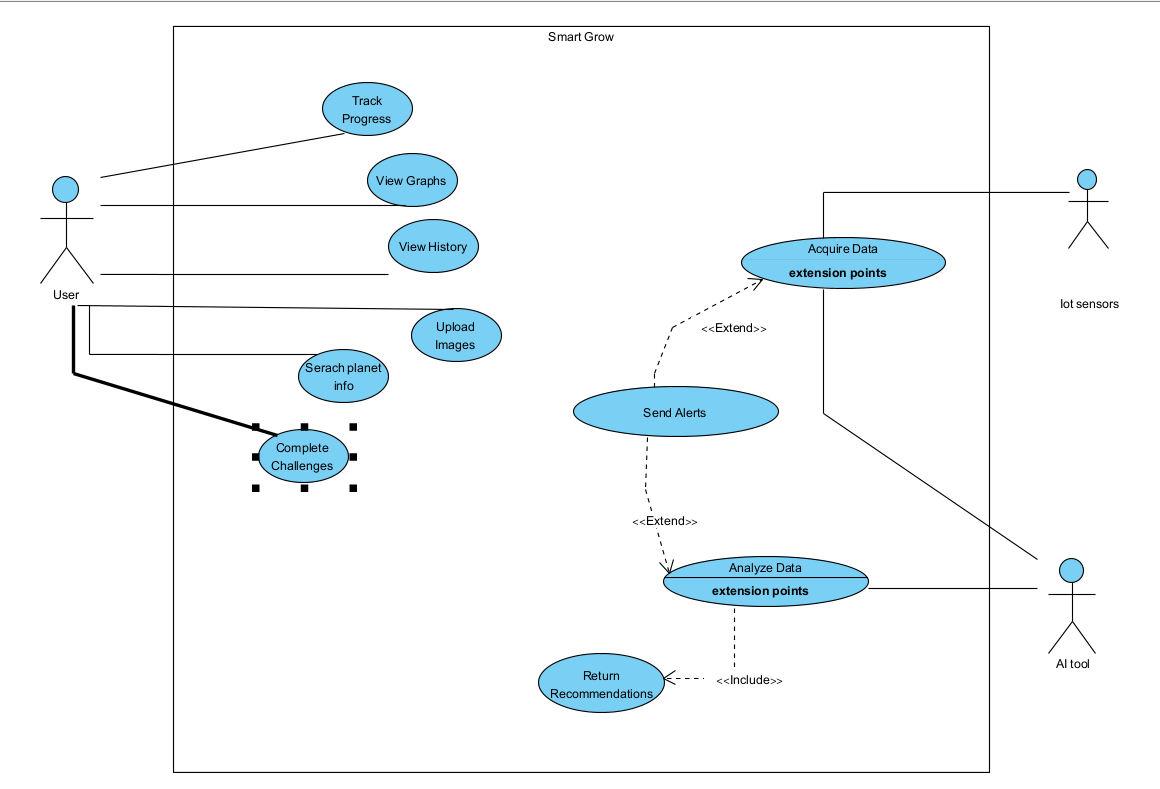 Smart Grow
Track
Progress
View Graphs
View History
User
Upload
Images
Serach planet
info
Complete
Challenges
Acquire Data
extension points
Iot sensors
<<Extend>>
Send Alerts
<<Extend>>
Analyze Data
extension points
AI tool
Return
Recommendations
<<Include>>